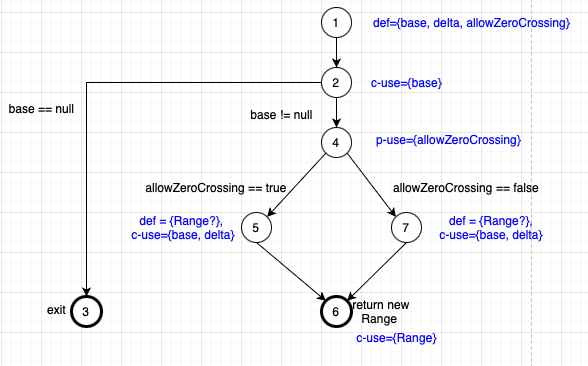 1
def={base, delta, allowZeroCrossing}
2
c-use={base}
base == null
base != null
4
p-use={allowZeroCrossing}
allowZeroCrossing == true
allowZeroCrossing == false
def = {Range?},
c-use={base, delta}
5
7
def = {Range?},
c-use={base, delta}
exit
3
6
return new
Range
c-use={Range}